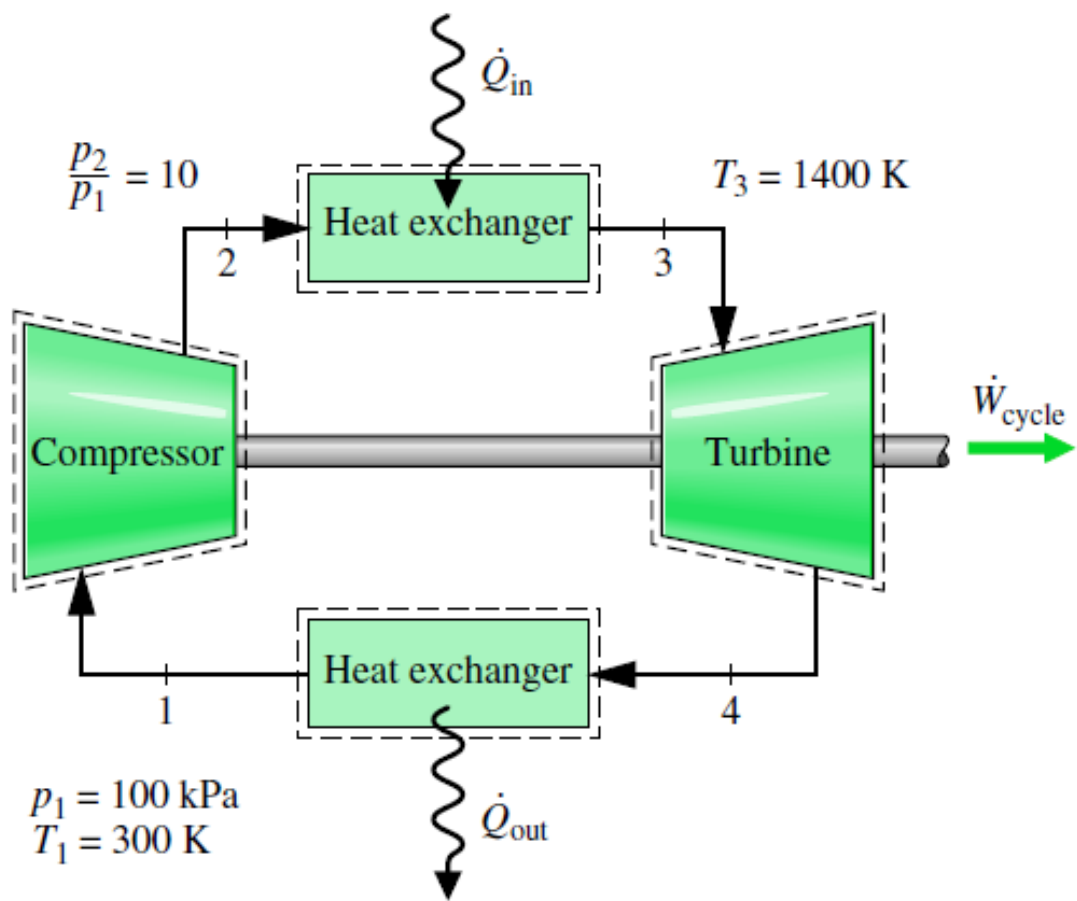 Q̇in
p2/p1 = 10
T3 = 1400 K
Heat exchanger
2
3
Ẇcycle
Compressor
Turbine
Heat exchanger
1
4
p1 = 100 kPa
T1 = 300 K
Q̇out